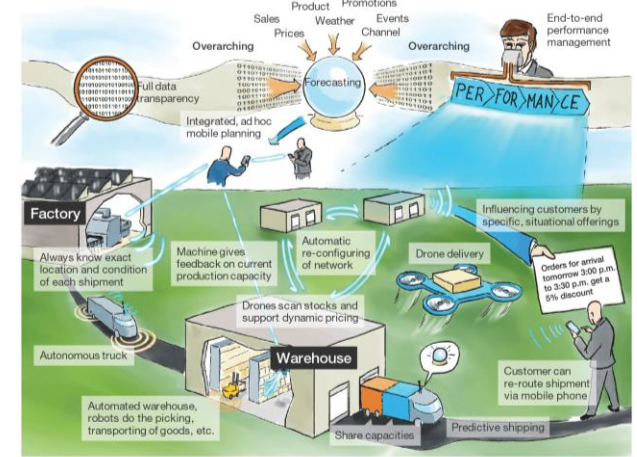 Product
Promotions
Sales
Weather
Events
Prices
Channel
Overarching
Overarching
End-to-end
performance
management
Full data
transparency
Forecasting
PER FOR MAN CE
Integrated, ad hoc
mobile planning
Factory
Always know exact
location and condition
of each shipment
Machine gives
feedback on current
production capacity
Automatic
re-configuring
of network
Drone delivery
Influencing customers by
specific, situational offerings
Orders for arrival
tomorrow 3:00 p.m.
to 3:30 p.m. get a
5% discount
Drones scan stocks and
support dynamic pricing
Autonomous truck
Warehouse
Customer can
re-route shipment
via mobile phone
Automated warehouse,
robots do the picking,
transporting of goods, etc.
Share capacities
Predictive shipping